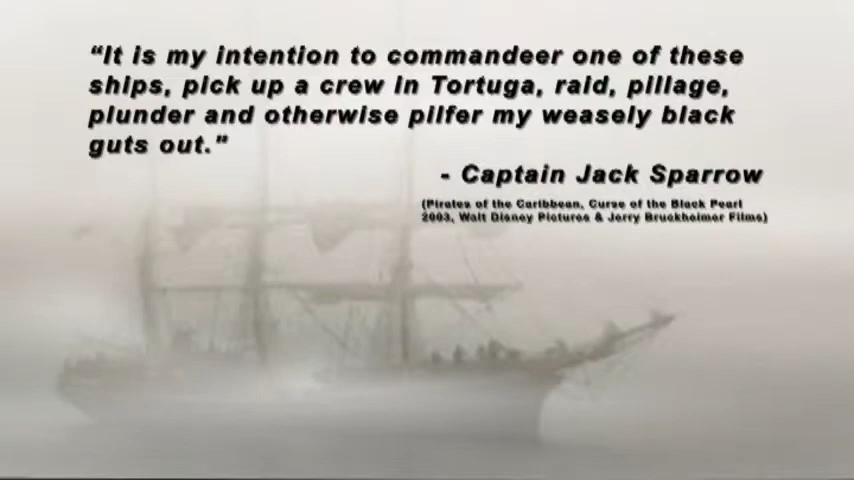 “It is my intention to commandeer one of these
ships, pick up a crew in Tortuga, raid, pillage,
plunder and otherwise pilfer my weasely black
guts out.”
- Captain Jack Sparrow
(Pirates of the Caribbean, Curse of the Black Pearl
2003, Walt Disney Pictures & Jerry Bruckheimer Films)